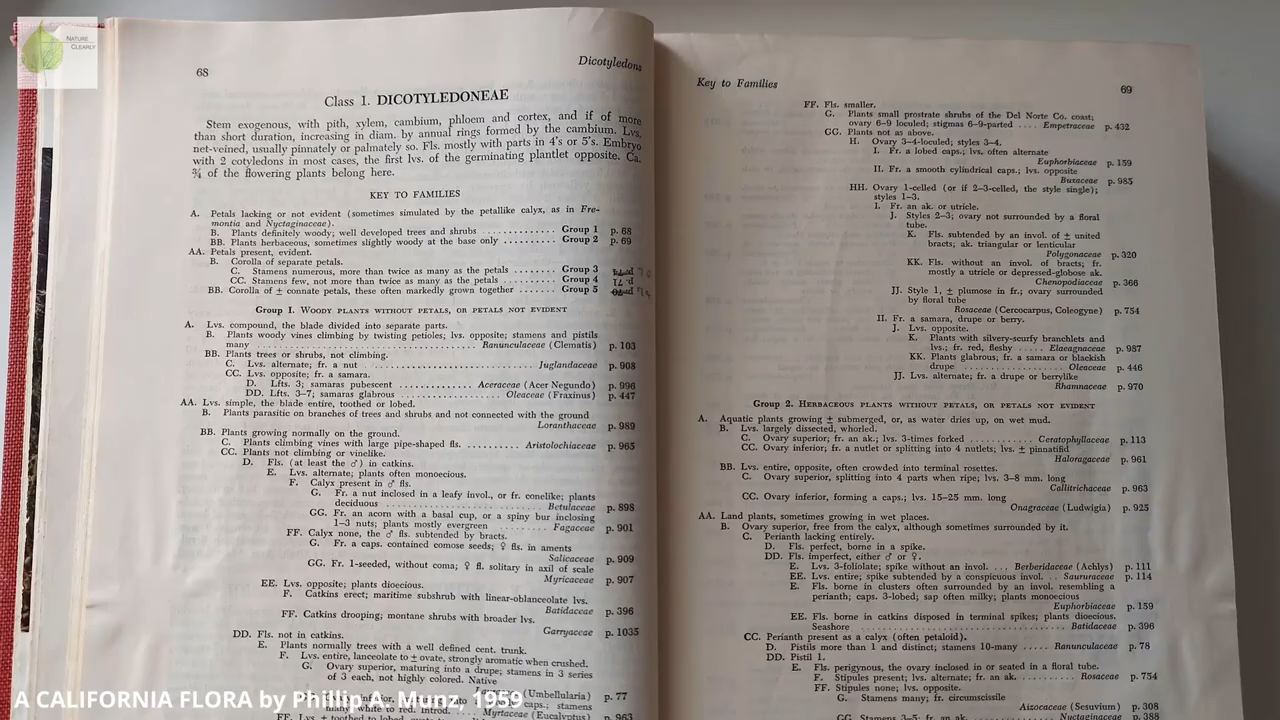 NATURE
CLEARLY
68
Dicotyledons
Class 1. DICOTYLEDONEAE
Stem exogenous, with pith, xylem, cambium, phloem and cortex, and if of more
than short duration, increasing in diam. by annual rings formed by the cambium. Lvs.
net-veined, usually pinnately or palmately so. Fls. mostly with parts in 4's or 5's. Embryo
with 2 cotyledons in most cases, the first lvs. of the germinating plantlet opposite. Ca.
¾ of the flowering plants belong here.
KEY TO FAMILIES
A. Petals lacking or not evident (sometimes simulated by the petallike calyx, as in Fre-
montia and Nyctaginaceae).
B. Plants definitely woody; well developed trees and shrubs ............. Group 1 p. 68
BB. Plants herbaceous, sometimes slightly woody at the base only .......... Group 2 p. 69
AA. Petals present, evident.
B. Corolla of separate petals.
C. Stamens numerous, more than twice as many as the petals ........ Group 3
CC. Stamens few, not more than twice as many as the petals ......... Group 4
BB. Corolla of ± connate petals, these often markedly grown together ....... Group 5
GROUP 1. WOODY PLANTS WITHOUT PETALS, OR PETALS NOT EVIDENT
A. Lvs. compound, the blade divided into separate parts.
B. Plants woody vines climbing by twisting petioles; lvs. opposite; stamens and pistils
many ........................................ Ranunculaceae (Clematis) p. 103
BB. Plants trees or shrubs, not climbing.
C. Lvs. alternate; fr. a nut ................................ Juglandaceae p. 908
CC. Lvs. opposite; fr. a samara.
D. Lfts. 3; samaras pubescent .............. Aceraceae (Acer Negundo) p. 996
DD. Lfts. 3–7; samaras glabrous .................. Oleaceae (Fraxinus) p. 447
AA. Lvs. simple, the blade entire, toothed or lobed.
B. Plants parasitic on branches of trees and shrubs and not connected with the ground
Loranthaceae p. 989
BB. Plants growing normally on the ground.
C. Plants climbing vines with large pipe-shaped fls. .......... Aristolochiaceae p. 965
CC. Plants not climbing or vinelike.
D. Fls. (at least the ♂) in catkins.
E. Lvs. alternate; plants often monoecious.
F. Calyx present in ♂ fls.
G. Fr. a nut inclosed in a leafy invol., or fr. conelike; plants
deciduous ................................ Betulaceae p. 898
GG. Fr. an acorn with a basal cup, or a spiny bur inclosing
1–3 nuts; plants mostly evergreen ............ Fagaceae p. 901
FF. Calyx none, the ♂ fls. subtended by bracts.
G. Fr. a caps. contained comose seeds; ♀ fls. in aments
Salicaceae p. 909
GG. Fr. 1-seeded, without coma; ♀ fl. solitary in axil of scale
Myricaceae p. 907
EE. Lvs. opposite; plants dioecious.
F. Catkins erect; maritime subshrub with linear-oblanceolate lvs.
Batidaceae p. 396
FF. Catkins drooping; montane shrubs with broader lvs.
Garryaceae p. 1035
DD. Fls. not in catkins.
E. Plants normally trees with a well defined cent. trunk.
F. Lvs. entire, lanceolate to ± ovate, strongly aromatic when crushed.
G. Ovary superior, maturing into a drupe; stamens in 3 series
of 3 each, not highly colored. Native
(Umbellularia) p. 77
caps.; stamens
many, white to red. Introd. Myrtaceae (Eucalyptus) p. 963
FF. Lvs. ± toothed to lobed
Key to Families
69
FF. Fls. smaller.
G. Plants small prostrate shrubs of the Del Norte Co. coast;
ovary 6–9 loculed; stigmas 6–9-parted .... Empetraceae p. 432
GG. Plants not as above.
H. Ovary 3–4-loculed; styles 3–4.
I. Fr. a lobed caps.; lvs. often alternate
Euphorbiaceae p. 159
II. Fr. a smooth cylindrical caps.; lvs. opposite
Buxaceae p. 985
HH. Ovary 1-celled (or if 2–3-celled, the style single);
styles 1–3.
I. Fr. an ak. or utricle.
J. Styles 2–3; ovary not surrounded by a floral
tube.
K. Fls. subtended by an invol. of ± united
bracts; ak. triangular or lenticular
Polygonaceae p. 320
KK. Fls. without an invol. of bracts; fr.
mostly a utricle or depressed-globose ak.
Chenopodiaceae p. 366
JJ. Style 1, ± plumose in fr.; ovary surrounded
by floral tube
Rosaceae (Cercocarpus, Coleogyne) p. 754
II. Fr. a samara, drupe or berry.
J. Lvs. opposite.
K. Plants with silvery-scurfy branchlets and
lvs.; fr. red, fleshy ..... Elaeagnaceae p. 987
KK. Plants glabrous; fr. a samara or blackish
drupe ..................... Oleaceae p. 446
JJ. Lvs. alternate; fr. a drupe or berrylike
Rhamnaceae p. 970
GROUP 2. HERBACEOUS PLANTS WITHOUT PETALS, OR PETALS NOT EVIDENT
A. Aquatic plants growing ± submerged, or, as water dries up, on wet mud.
B. Lvs. largely dissected, whorled.
C. Ovary superior; fr. an ak.; lvs. 3-times forked ............ Ceratophyllaceae p. 113
CC. Ovary inferior; fr. a nutlet or splitting into 4 nutlets; lvs. ± pinnatifid
Haloragaceae p. 961
BB. Lvs. entire, opposite, often crowded into terminal rosettes.
C. Ovary superior, splitting into 4 parts when ripe; lvs. 3–8 mm. long
Callitrichaceae p. 963
CC. Ovary inferior, forming a caps.; lvs. 15–25 mm. long
Onagraceae (Ludwigia) p. 925
AA. Land plants, sometimes growing in wet places.
B. Ovary superior, free from the calyx, although sometimes surrounded by it.
C. Perianth lacking entirely.
D. Fls. perfect, borne in a spike.
DD. Fls. imperfect, either ♂ or ♀.
E. Lvs. 3-foliolate; spike without an invol. ... Berberidaceae (Achlys) p. 111
EE. Lvs. entire; spike subtended by a conspicuous invol. .. Saururaceae p. 114
E. Fls. borne in clusters often surrounded by an invol. resembling a
perianth; caps. 3-lobed; sap often milky; plants monoecious
Euphorbiaceae p. 159
EE. Fls. borne in catkins disposed in terminal spikes; plants dioecious.
Seashore ........................................ Batidaceae p. 396
CC. Perianth present as a calyx (often petaloid).
D. Pistils more than 1 and distinct; stamens 10-many ..... Ranunculaceae p. 78
DD. Pistil 1.
E. Fls. perigynous, the ovary inclosed in or seated in a floral tube.
F. Stipules present; lvs. alternate; fr. an ak. ............ Rosaceae p. 754
FF. Stipules none; lvs. opposite.
G. Stamens many; fr. circumscissile
Aizoaceae (Sesuvium) p. 308
GG. Stamens 3–5; fr. an ak. Nyctaginaceae p. 388
A CALIFORNIA FLORA by Phillip A. Munz, 1959